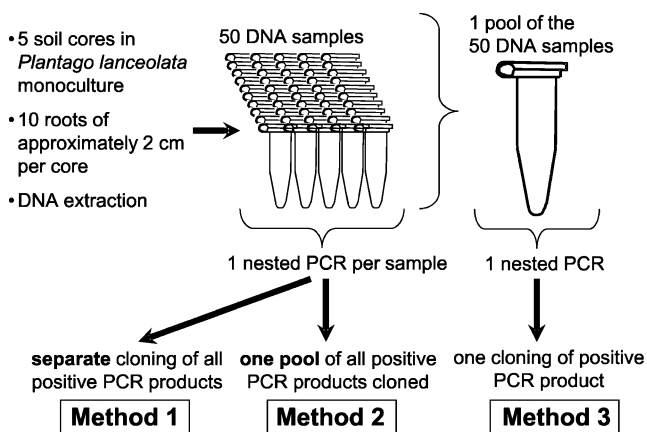 •5 soil cores in
Plantago lanceolata
monoculture
•10 roots of
approximately 2 cm
per core
•DNA extraction
50 DNA samples
1 pool of the
50 DNA samples
1 nested PCR per sample
1 nested PCR
separate cloning of all
positive PCR products
Method 1
one pool of all positive
PCR products cloned
Method 2
one cloning of positive
PCR product
Method 3